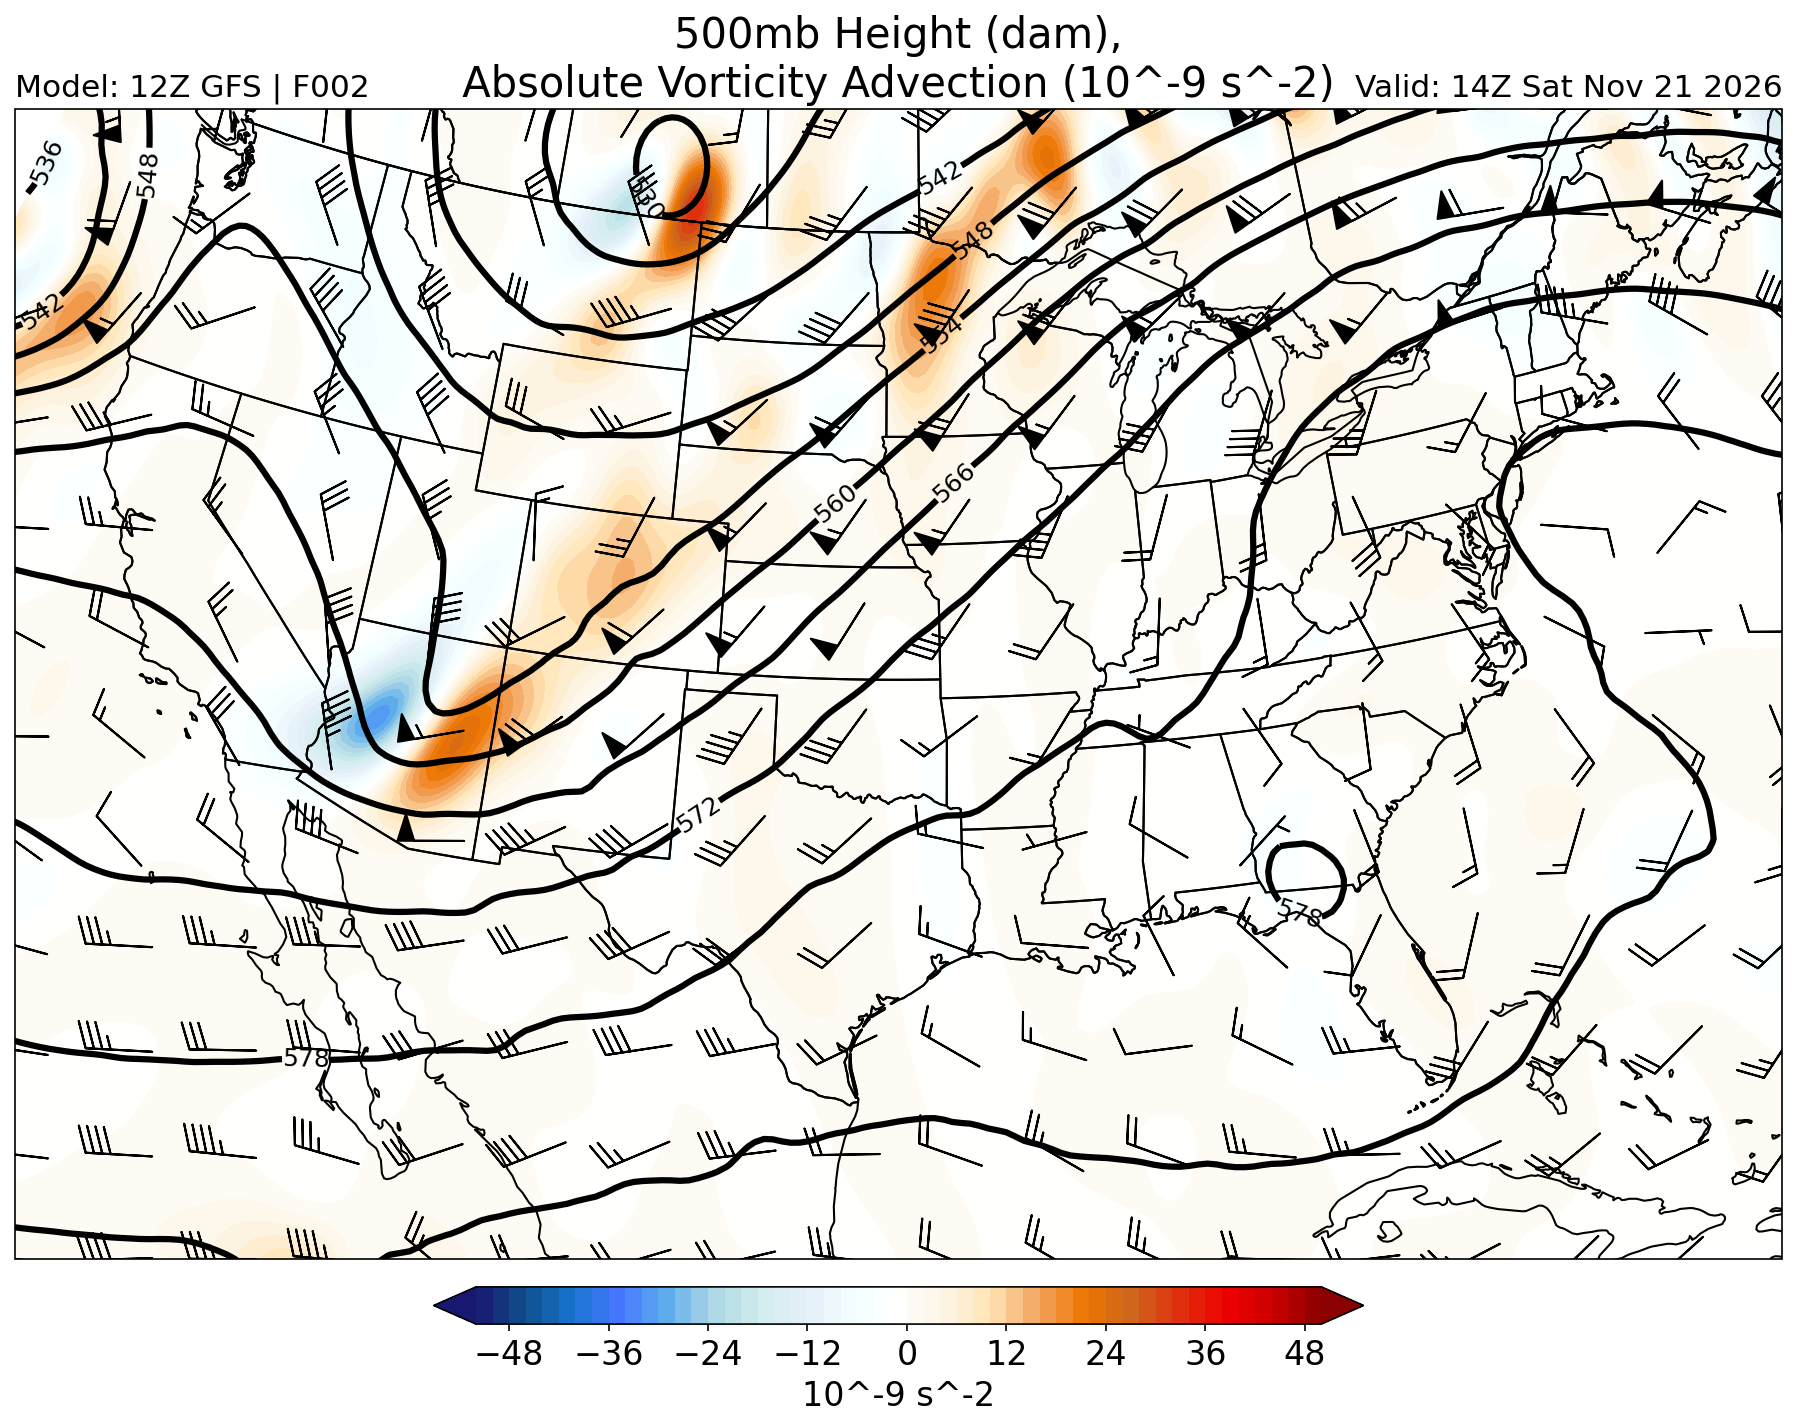 500mb Height (dam),
Model: 12Z GFS | F002
Absolute Vorticity Advection (10^-9 s^-2)
Valid: 14Z Sat Nov 21 2026
536
548
530
542
548
542
554
560
566
572
578
578
−48 −36 −24 −12 0 12 24 36 48
10^-9 s^-2